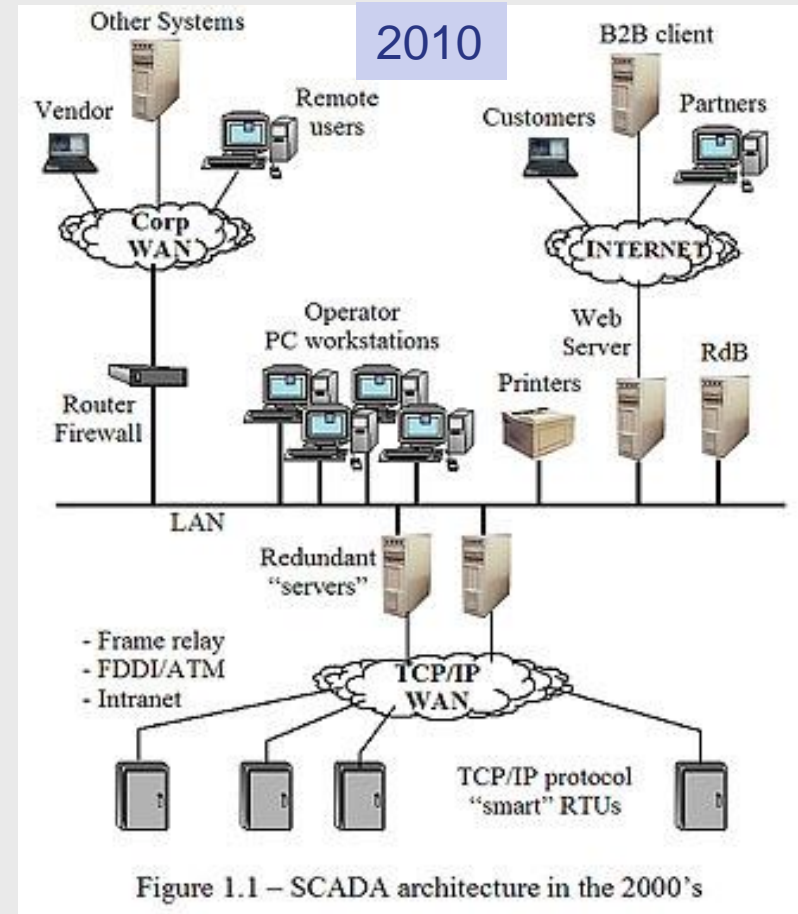 Other Systems
2010
B2B client
Vendor
Remote
users
Customers
Partners
Corp
WAN
INTERNET
Operator
PC workstations
Web
Server
RdB
Printers
Router
Firewall
LAN
Redundant
“servers”
- Frame relay
- FDDI/ATM
- Intranet
TCP/IP
WAN
TCP/IP protocol
“smart” RTUs
Figure 1.1 – SCADA architecture in the 2000’s